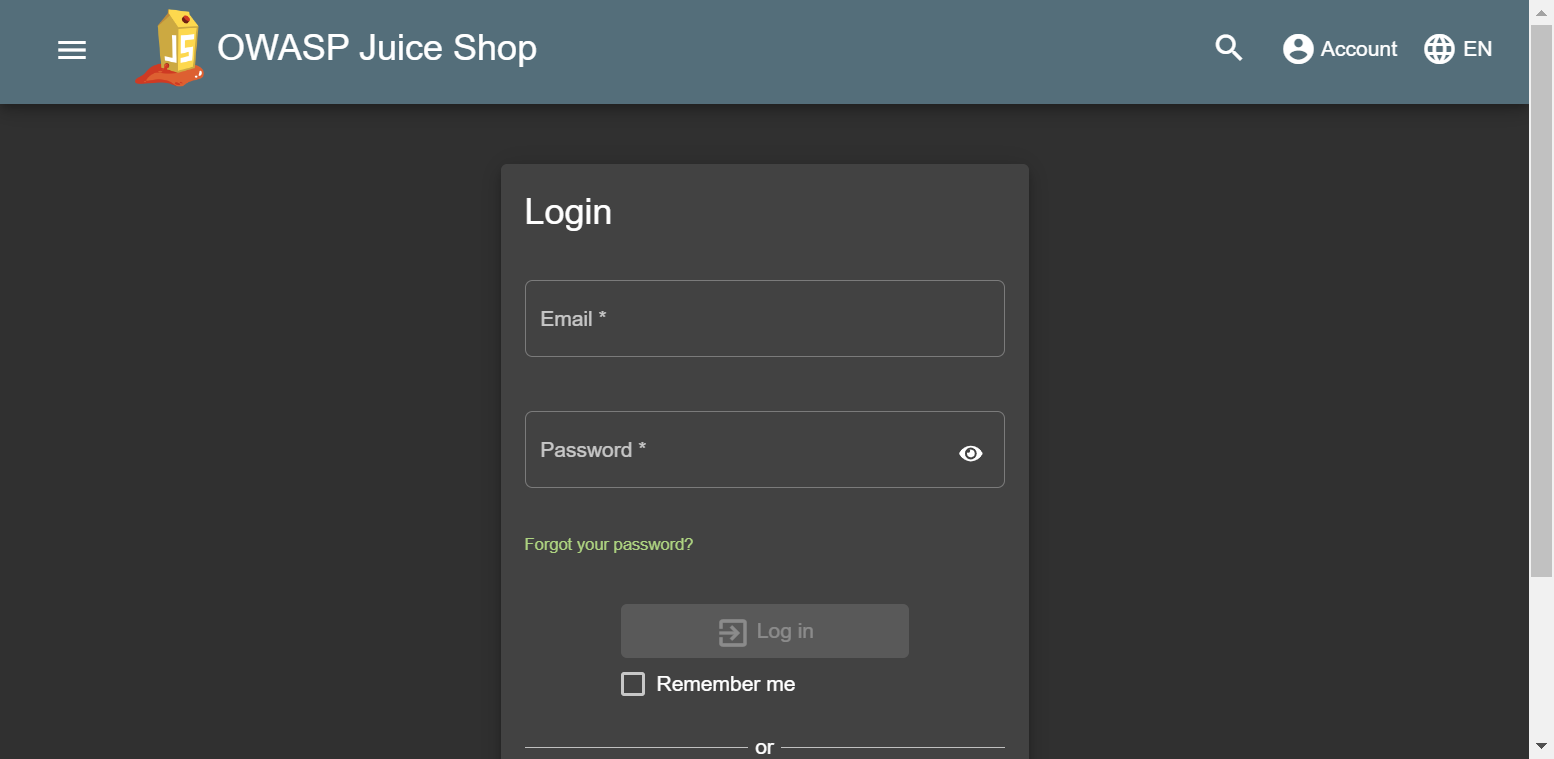 JS
OWASP Juice Shop
Account
EN
Login
Email *
Password *
Forgot your password?
Log in
Remember me
or